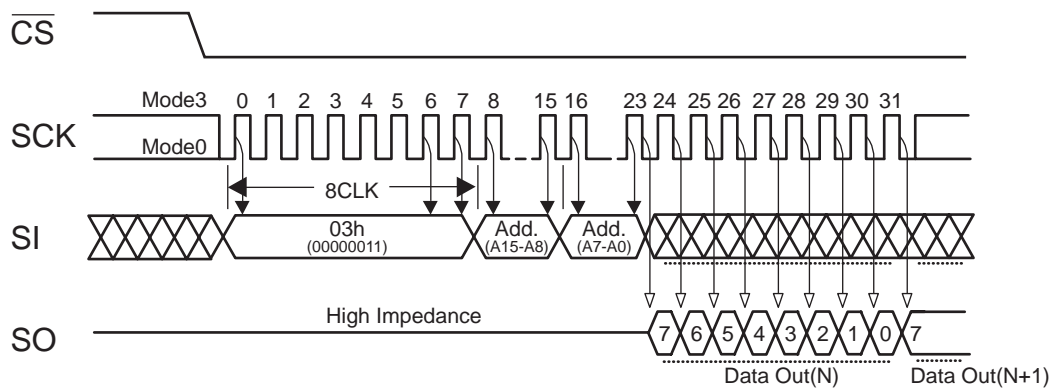 CS
Mode3 0 1 2 3 4 5 6 7 8 15 16 23 24 25 26 27 28 29 30 31
SCK
Mode0
8CLK
SI
03h Add. Add.
(00000011) (A15-A8) (A7-A0)
High Impedance
SO
7 6 5 4 3 2 1 0 7
Data Out(N) Data Out(N+1)